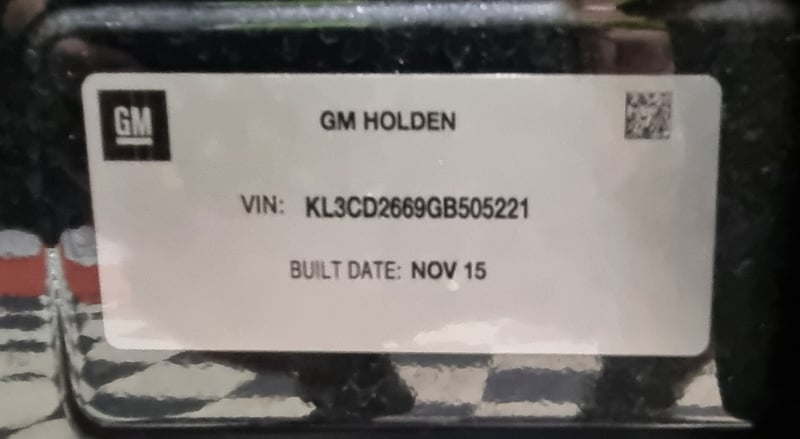 GM
GM HOLDEN
VIN: KL3CD2669GB505221
BUILT DATE: NOV 15